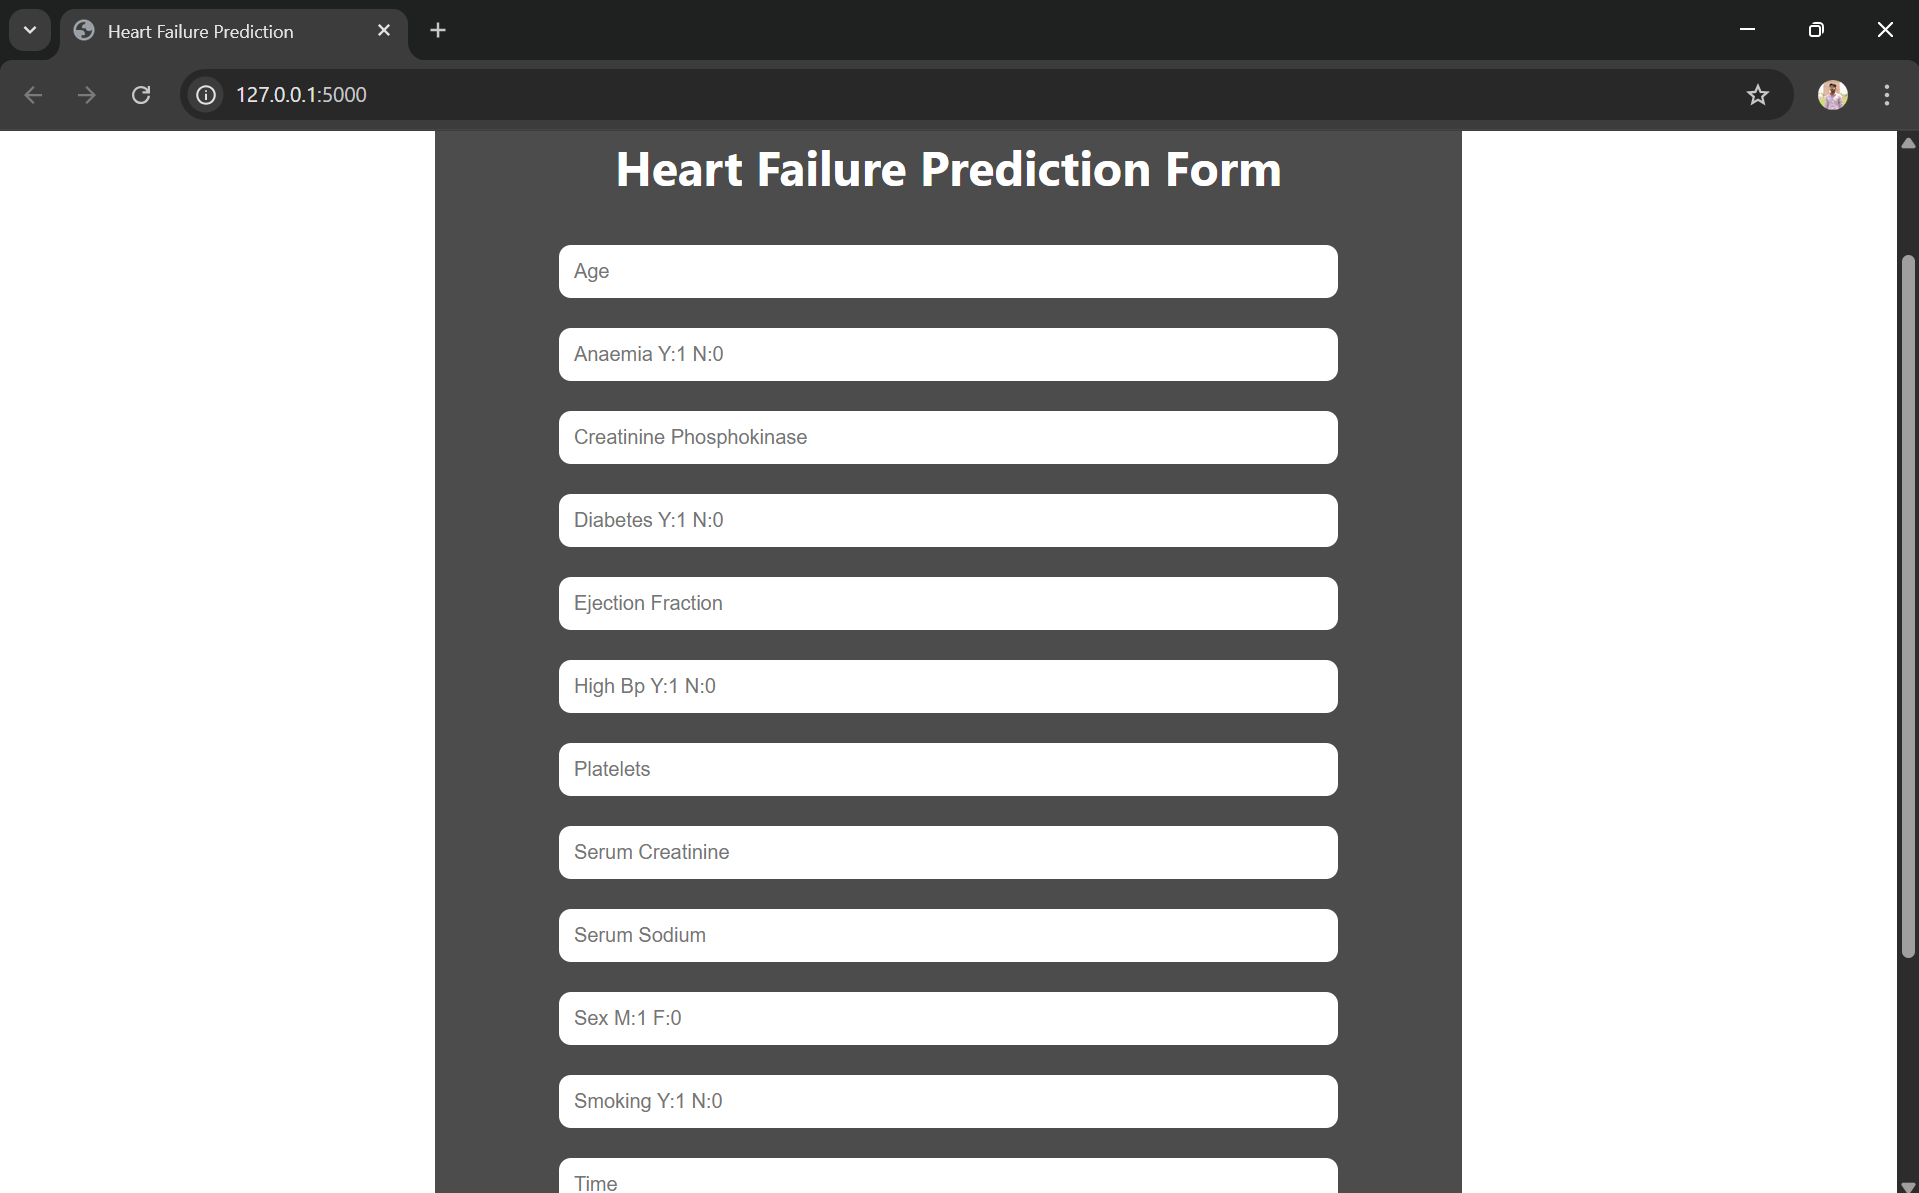 Heart Failure Prediction
127.0.0.1:5000
Heart Failure Prediction Form
Age
Anaemia Y:1 N:0
Creatinine Phosphokinase
Diabetes Y:1 N:0
Ejection Fraction
High Bp Y:1 N:0
Platelets
Serum Creatinine
Serum Sodium
Sex M:1 F:0
Smoking Y:1 N:0
Time